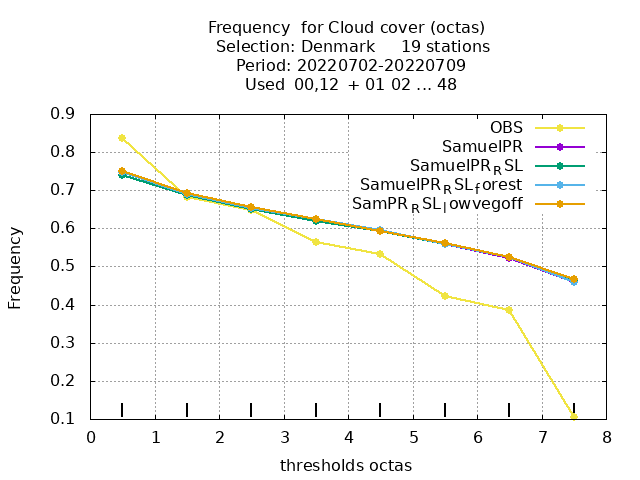 Frequency  for Cloud cover (octas)
Selection: Denmark     19 stations
Period: 20220702-20220709
Used  00,12  + 01 02 ... 48
0.9
0.8
0.7
0.6
0.5
0.4
0.3
0.2
0.1
Frequency
OBS
SamuelPR
SamuelPR_RSL
SamuelPR_RSL_forest
SamPR_RSL_lowvegoff
0 1 2 3 4 5 6 7 8
thresholds octas